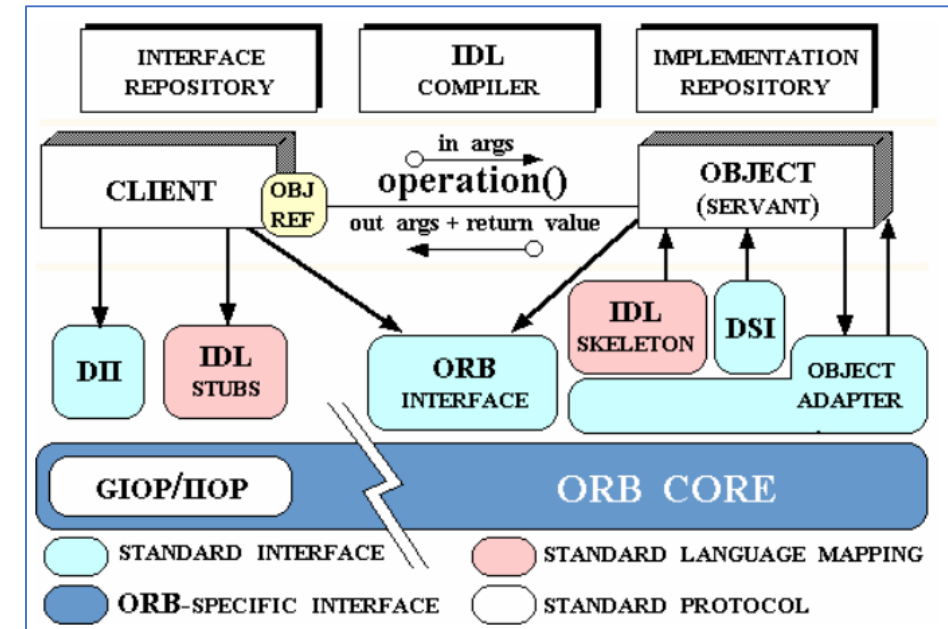 INTERFACE
REPOSITORY
IDL
COMPILER
IMPLEMENTATION
REPOSITORY
CLIENT
OBJ
REF
in args
operation()
out args + return value
OBJECT
(SERVANT)
DII
IDL
STUBS
ORB
INTERFACE
IDL
SKELETON
DSI
OBJECT
ADAPTER
GIOP/IIOP
ORB CORE
STANDARD INTERFACE
STANDARD LANGUAGE MAPPING
ORB-SPECIFIC INTERFACE
STANDARD PROTOCOL